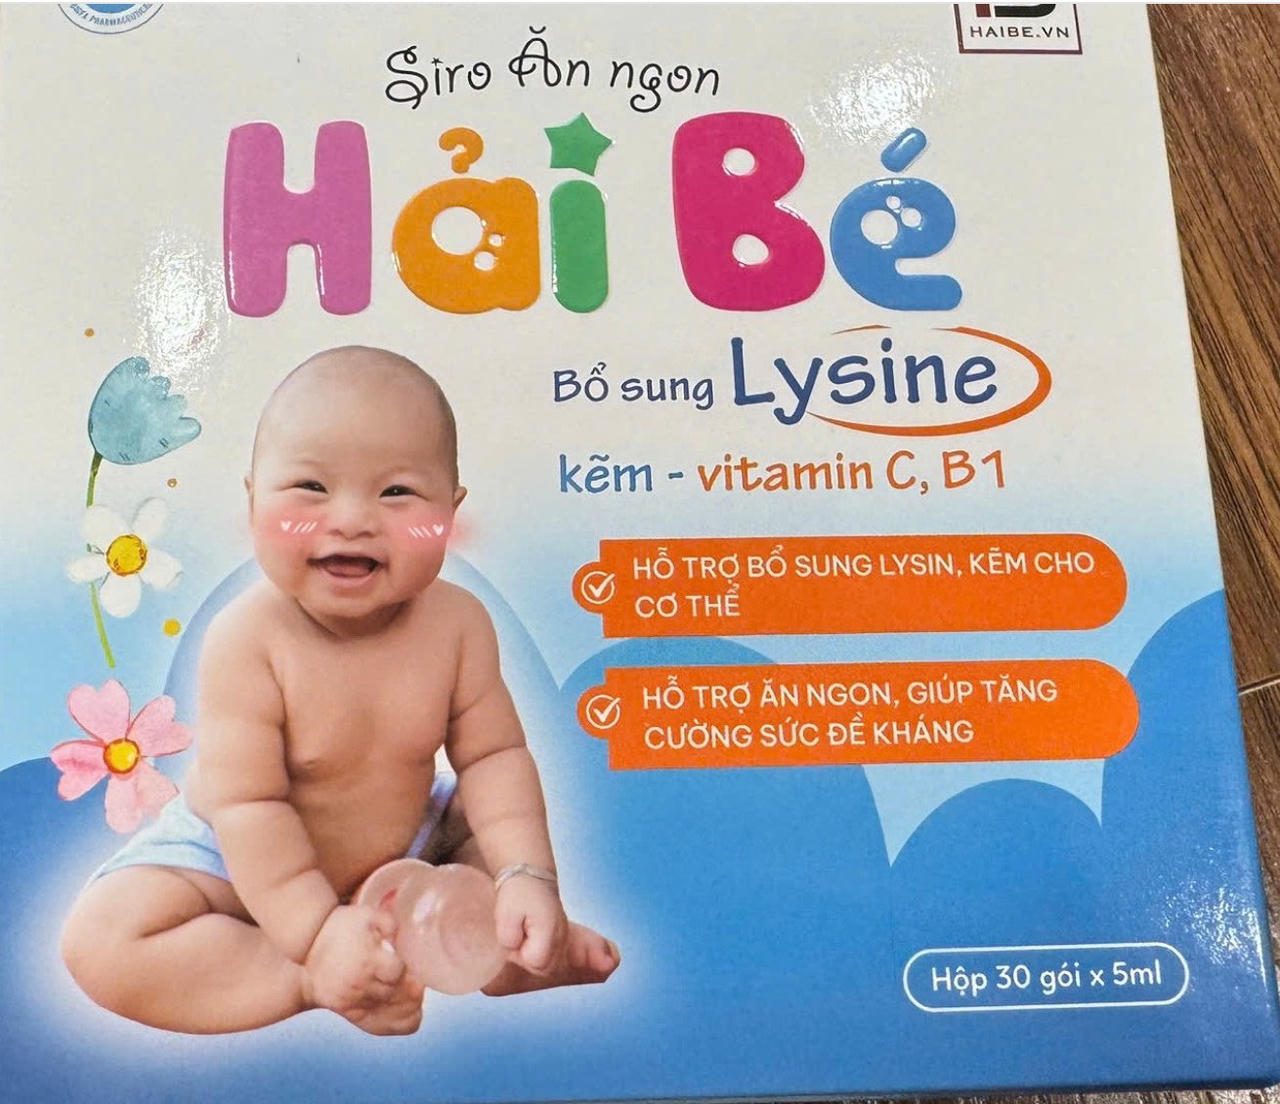 HAIBE.VN
Siro Ăn ngon
Hải Bé
Bổ sung Lysine
kẽm - vitamin C, B1
HỖ TRỢ BỔ SUNG LYSIN, KẼM CHO
CƠ THỂ
HỖ TRỢ ĂN NGON, GIÚP TĂNG
CƯỜNG SỨC ĐỀ KHÁNG
Hộp 30 gói x 5ml